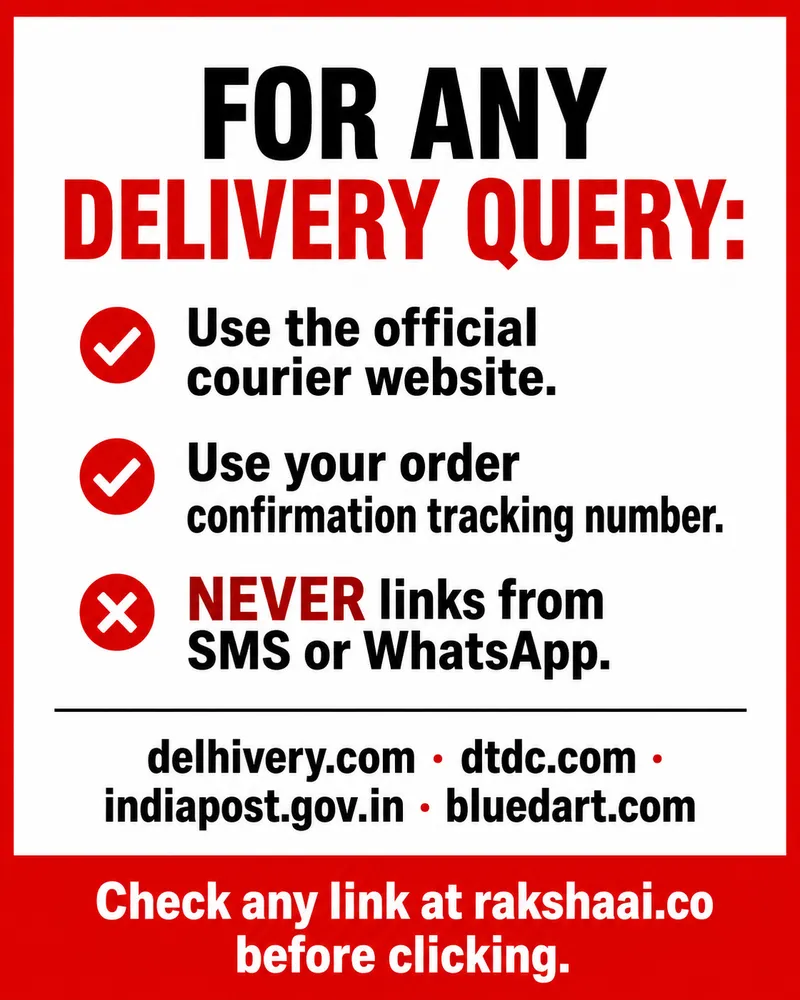 FOR ANY
DELIVERY QUERY:
Use the official
courier website.
Use your order
confirmation tracking number.
NEVER links from
SMS or WhatsApp.
delhivery.com • dtdc.com •
indiapost.gov.in • bluedart.com
Check any link at rakshaai.co
before clicking.